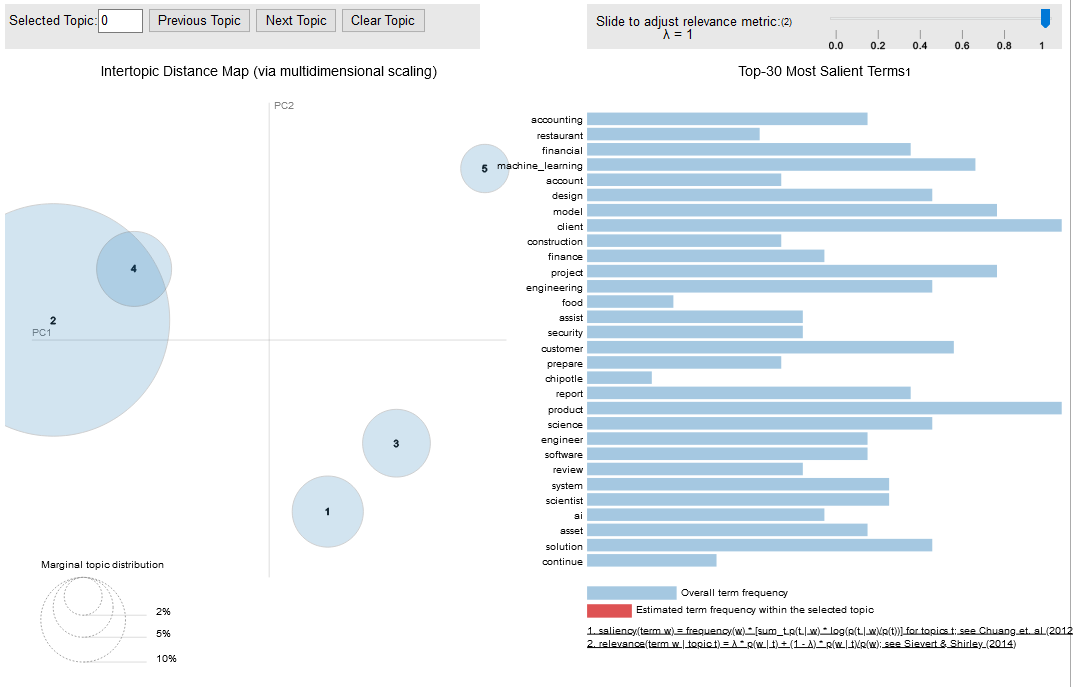 Selected Topic: 0 Previous Topic Next Topic Clear Topic
Slide to adjust relevance metric:(2)
λ = 1
0.0 0.2 0.4 0.6 0.8 1
Intertopic Distance Map (via multidimensional scaling)
PC2
PC1
5
4
2
3
1
Marginal topic distribution
2%
5%
10%
Top-30 Most Salient Terms1
accounting
restaurant
financial
machine_learning
account
design
model
client
construction
finance
project
engineering
food
assist
security
customer
prepare
chipotle
report
product
science
engineer
software
review
system
scientist
ai
asset
solution
continue
Overall term frequency
Estimated term frequency within the selected topic
1. saliency(term w) = frequency(w) * [sum_t p(t | w) * log(p(t | w)/p(t))] for topics t; see Chuang et. al (2012
2. relevance(term w | topic t) = λ * p(w | t) + (1 - λ) * p(w | t)/p(w); see Sievert & Shirley (2014)